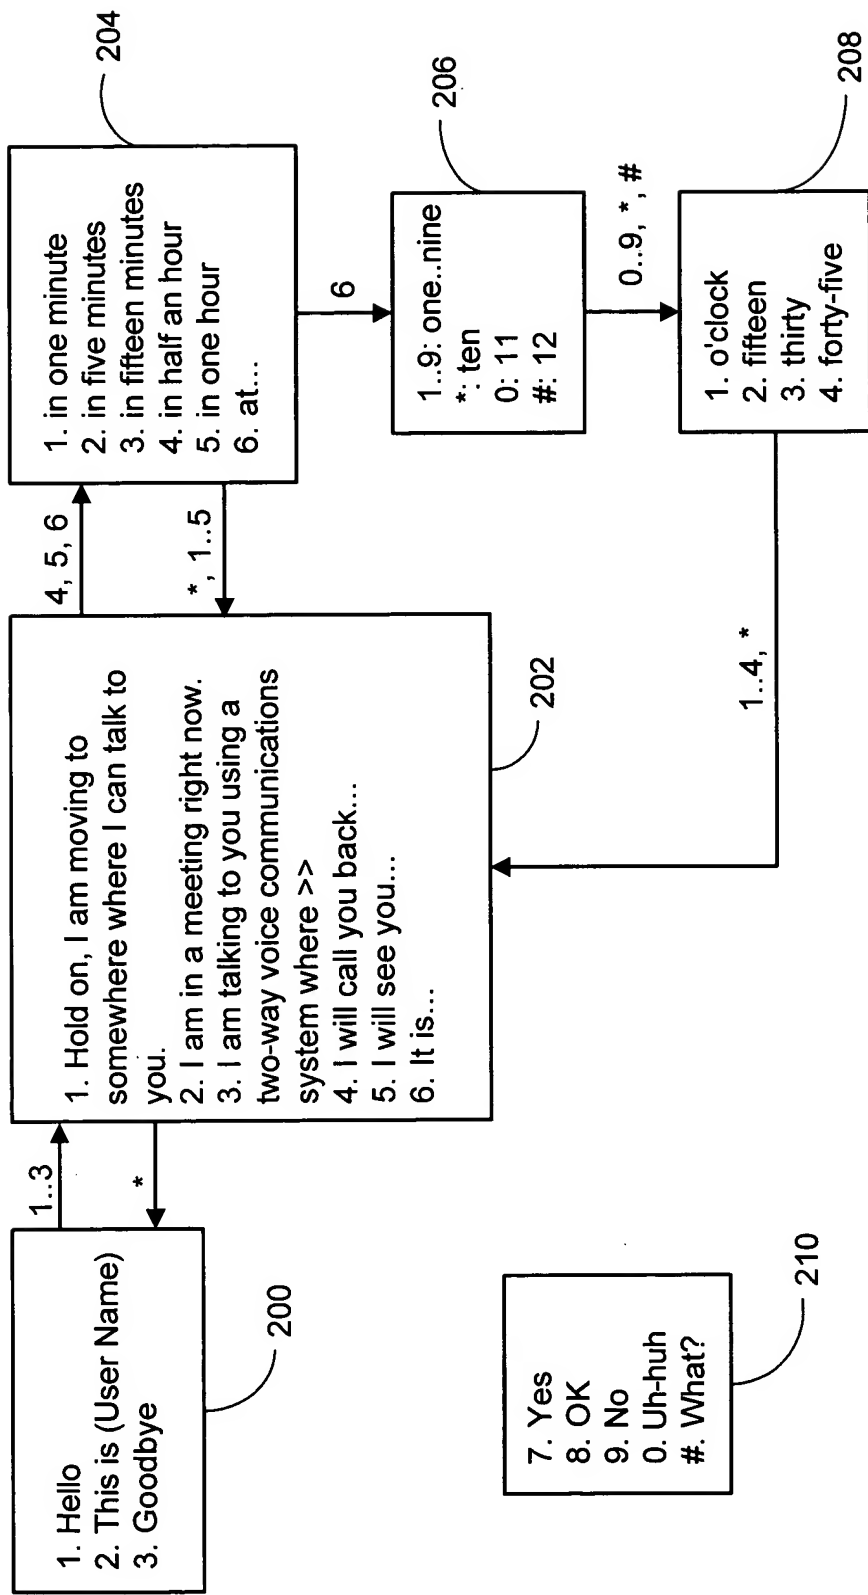 1. Hello
2. This is (User Name)
3. Goodbye
200
1..3
*
1. Hold on, I am moving to
somewhere where I can talk to
you.
2. I am in a meeting right now.
3. I am talking to you using a
two-way voice communications
system where >>
4. I will call you back...
5. I will see you...
6. It is...
202
4, 5, 6
*, 1..5
1. in one minute
2. in five minutes
3. in fifteen minutes
4. in half an hour
5. in one hour
6. at...
204
6
1..9: one..nine
*: ten
0: 11
#: 12
206
0..9, *, #
1. o'clock
2. fifteen
3. thirty
4. forty-five
208
1..4, *
7. Yes
8. OK
9. No
0. Uh-huh
#. What?
210